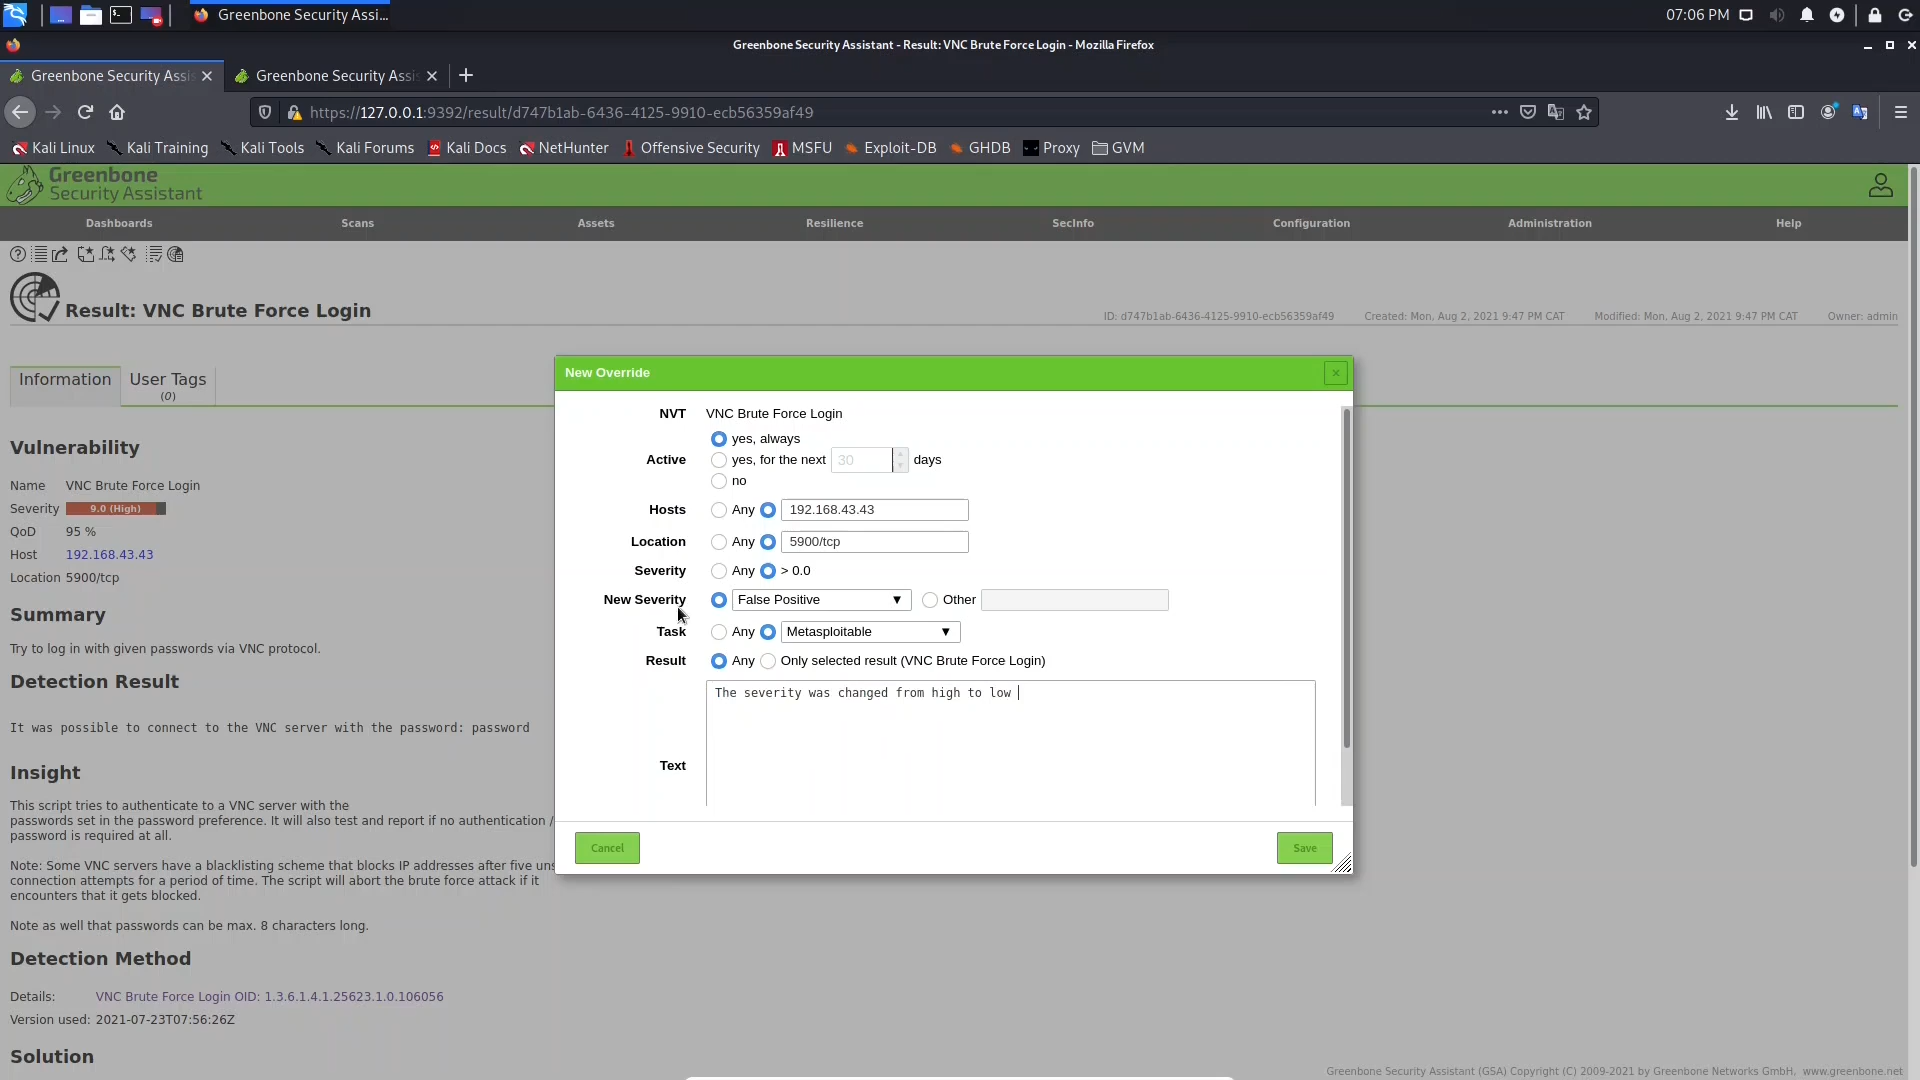 Greenbone Security Assi...
07:06 PM
Greenbone Security Assistant - Result: VNC Brute Force Login - Mozilla Firefox
Greenbone Security Assis
Greenbone Security Assis
https://127.0.0.1:9392/result/d747b1ab-6436-4125-9910-ecb56359af49
Kali Linux Kali Training Kali Tools Kali Forums Kali Docs NetHunter Offensive Security MSFU Exploit-DB GHDB Proxy GVM
Greenbone
Security Assistant
Dashboards Scans Assets Resilience SecInfo Configuration Administration Help
Result: VNC Brute Force Login
ID: d747b1ab-6436-4125-9910-ecb56359af49 Created: Mon, Aug 2, 2021 9:47 PM CAT Modified: Mon, Aug 2, 2021 9:47 PM CAT Owner: admin
Information
User Tags
(0)
Vulnerability
Name VNC Brute Force Login
Severity 9.0 (High)
QoD 95 %
Host 192.168.43.43
Location 5900/tcp
Summary
Try to log in with given passwords via VNC protocol.
Detection Result
It was possible to connect to the VNC server with the password: password
Insight
This script tries to authenticate to a VNC server with the
passwords set in the password preference. It will also test and report if no authentication /
password is required at all.
Note: Some VNC servers have a blacklisting scheme that blocks IP addresses after five uns
connection attempts for a period of time. The script will abort the brute force attack if it
encounters that it gets blocked.
Note as well that passwords can be max. 8 characters long.
Detection Method
Details: VNC Brute Force Login OID: 1.3.6.1.4.1.25623.1.0.106056
Version used: 2021-07-23T07:56:26Z
Solution
New Override
×
NVT VNC Brute Force Login
yes, always
Active yes, for the next 30 days
no
Hosts Any 192.168.43.43
Location Any 5900/tcp
Severity Any > 0.0
New Severity False Positive ▼ Other
Task Any Metasploitable ▼
Result Any Only selected result (VNC Brute Force Login)
The severity was changed from high to low
Text
Cancel
Save
Greenbone Security Assistant (GSA) Copyright (C) 2009-2021 by Greenbone Networks GmbH, www.greenbone.net